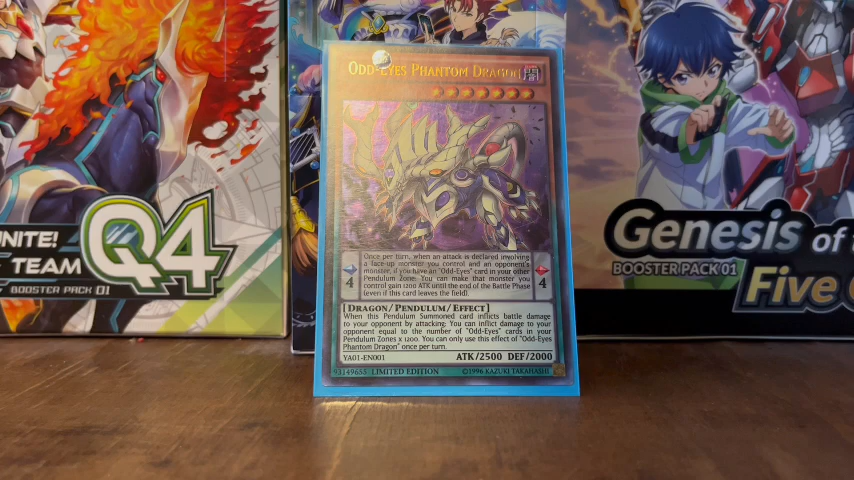 UNITE!
TEAM Q4
BOOSTER PACK 01
ODD-EYES PHANTOM DRAGON
Once per turn, when an attack is declared involving
a face-up monster you control and an opponent's
monster, if you have an "Odd-Eyes" card in your other
Pendulum Zone: You can make that monster you
control gain 1200 ATK until the end of the Battle Phase
(even if this card leaves the field).
4
4
[DRAGON/PENDULUM/EFFECT]
When this Pendulum Summoned card inflicts battle damage
to your opponent by attacking: You can inflict damage to your
opponent equal to the number of "Odd-Eyes" cards in your
Pendulum Zones x 1200. You can only use this effect of "Odd-Eyes
Phantom Dragon" once per turn.
YA01-EN001
ATK/2500 DEF/2000
93149655 LIMITED EDITION
©1996 KAZUKI TAKAHASHI
Genesis of
BOOSTER PACK 01
Five